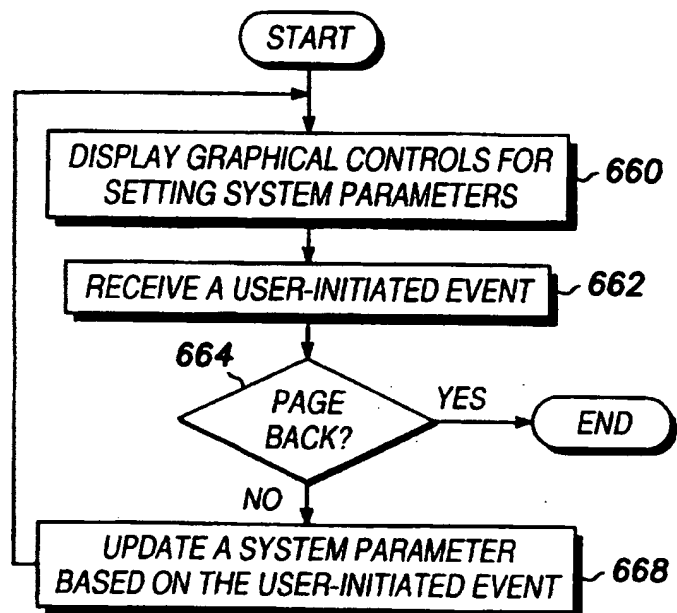 START
DISPLAY GRAPHICAL CONTROLS FOR
SETTING SYSTEM PARAMETERS
660
RECEIVE A USER-INITIATED EVENT
662
664
PAGE
BACK?
YES
END
NO
UPDATE A SYSTEM PARAMETER
BASED ON THE USER-INITIATED EVENT
668